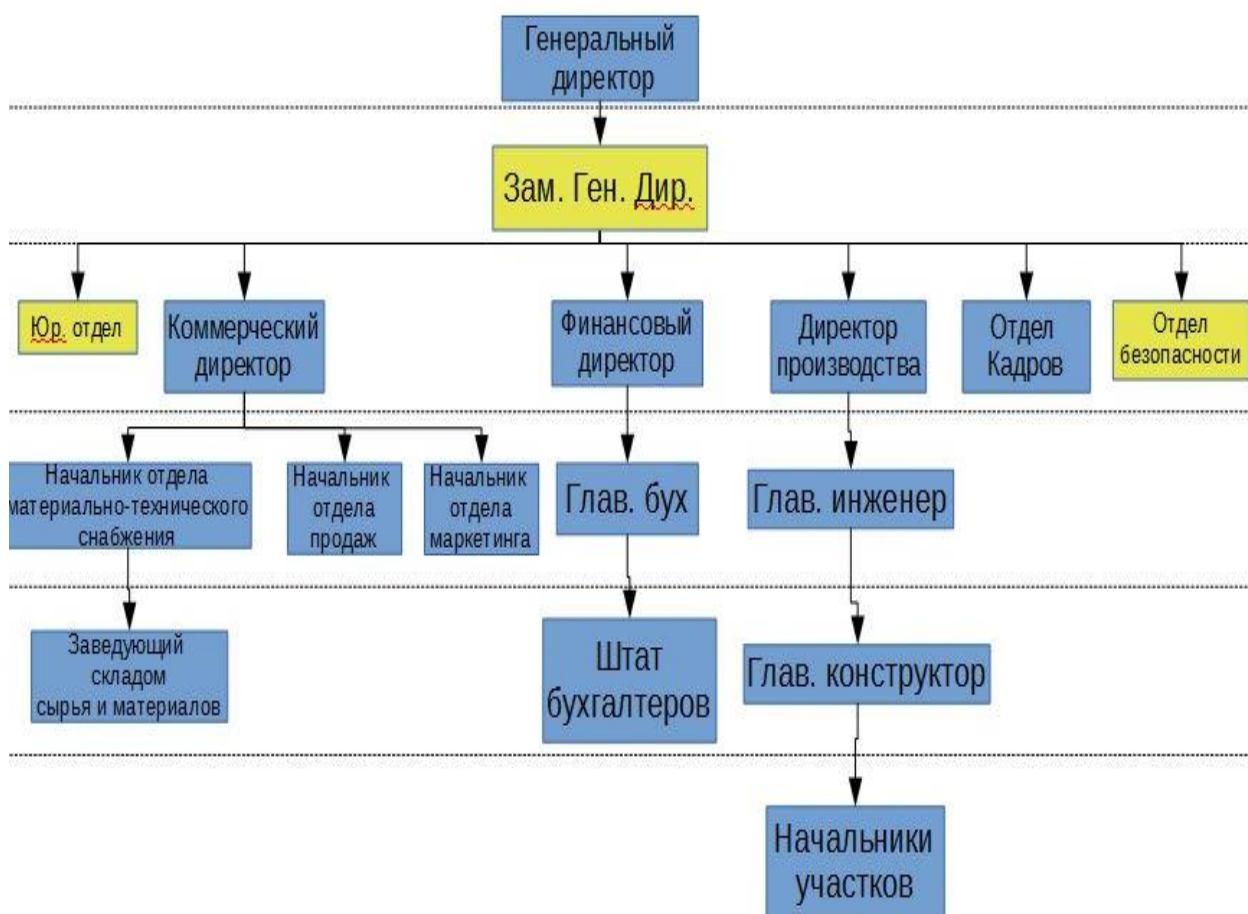 Генеральный
директор
Зам. Ген. Дир.
Юр. отдел
Коммерческий
директор
Финансовый
директор
Директор
производства
Отдел
Кадров
Отдел
безопасности
Начальник отдела
материально-технического
снабжения
Начальник
отдела
продаж
Начальник
отдела
маркетинга
Глав. бух
Глав. инженер
Заведующий
складом
сырья и материалов
Штат
бухгалтеров
Глав. конструктор
Начальники
участков